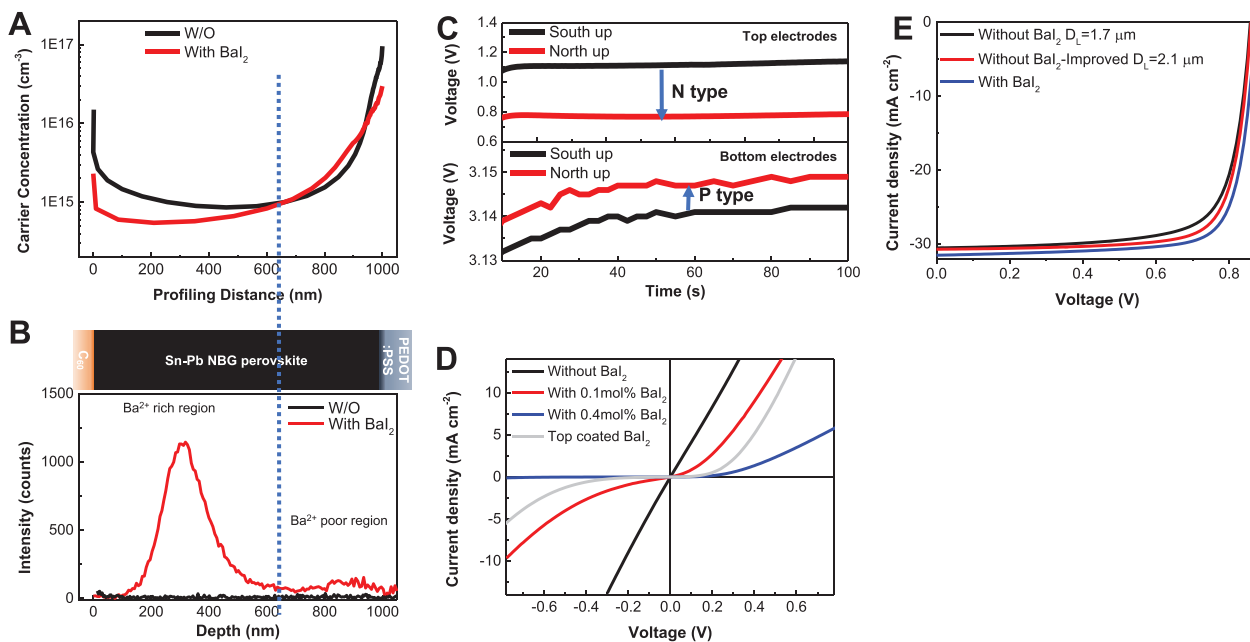 A
W/O
With BaI2
1E17
1E16
1E15
Carrier Concentration (cm-3)
0 200 400 600 800 1000
Profiling Distance (nm)
B
C60
Sn-Pb NBG perovskite
PEDOT
:PSS
Ba2+ rich region
W/O
With BaI2
Ba2+ poor region
1500
1000
500
0
Intensity (counts)
0 200 400 600 800 1000
Depth (nm)
C
South up
North up
Top electrodes
N type
1.4
1.2
1.0
0.8
0.6
Voltage (V)
South up
North up
Bottom electrodes
P type
3.15
3.14
3.13
Voltage (V)
20 40 60 80 100
Time (s)
D
Without BaI2
With 0.1mol% BaI2
With 0.4mol% BaI2
Top coated BaI2
10
5
0
-5
-10
Current density (mA cm-2)
-0.6 -0.4 -0.2 0.0 0.2 0.4 0.6
Voltage (V)
E
Without BaI2 DL=1.7 μm
Without BaI2-Improved DL=2.1 μm
With BaI2
0
-10
-20
-30
Current density (mA cm-2)
0.0 0.2 0.4 0.6 0.8
Voltage (V)